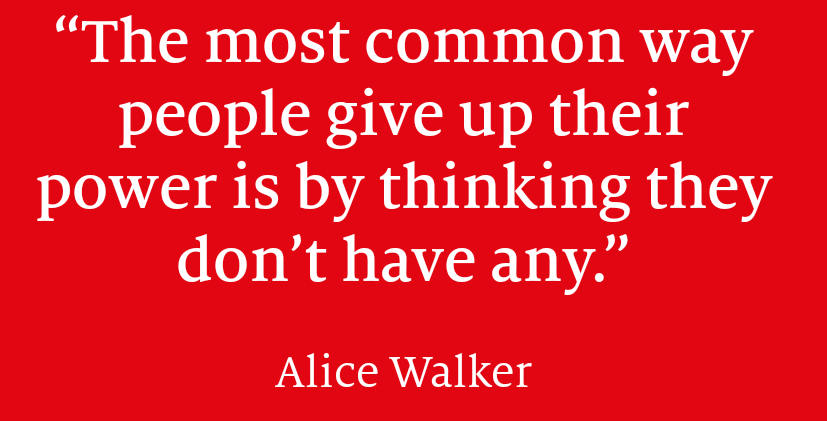 “The most common way
people give up their
power is by thinking they
don’t have any.”
Alice Walker